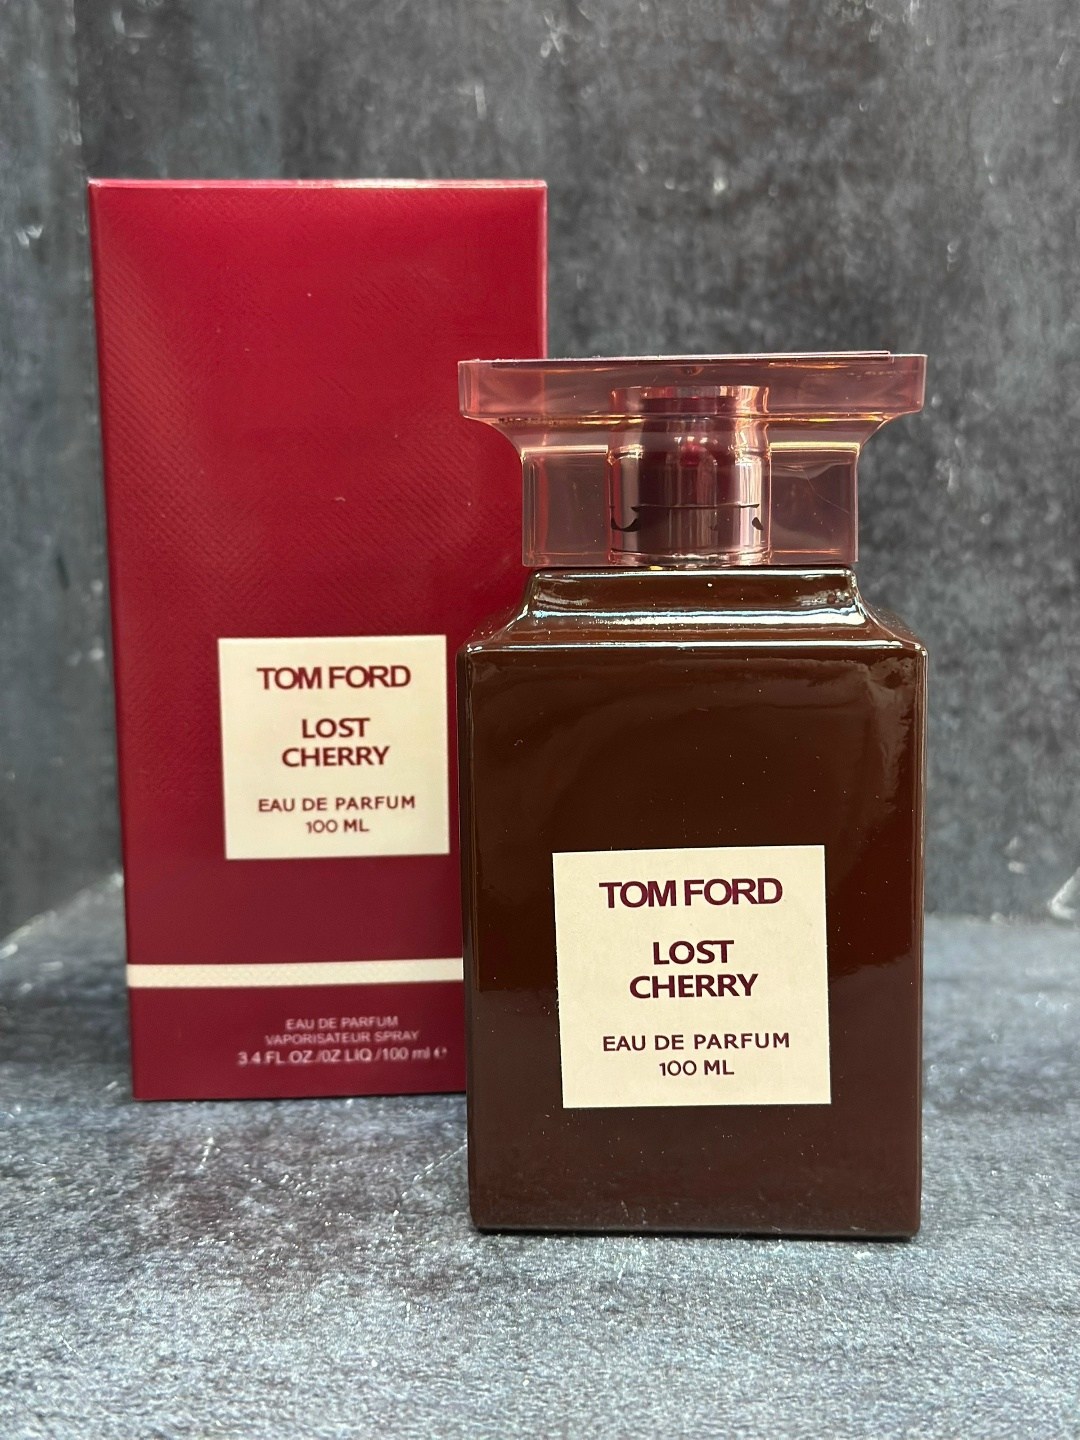 TOM FORD
LOST
CHERRY
EAU DE PARFUM
100 ML
EAU DE PARFUM
VAPORISATEUR SPRAY
3.4 FL.OZ./OZ.LIQ/100 ml ℮
TOM FORD
LOST
CHERRY
EAU DE PARFUM
100 ML